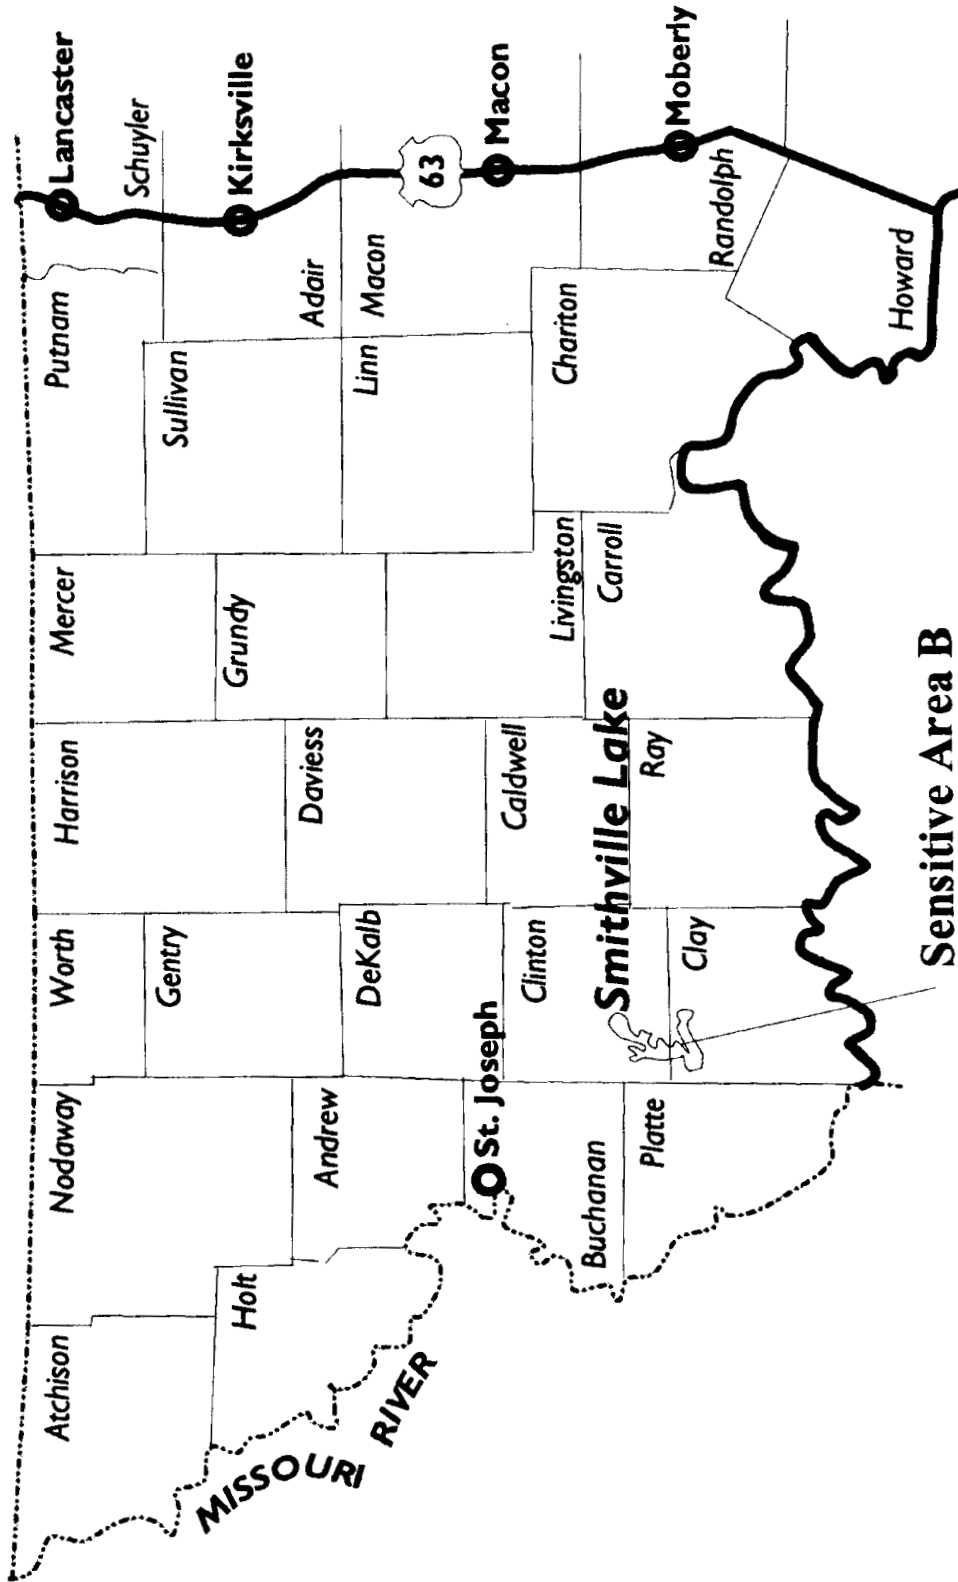 Atchison
Nodaway
Worth
Harrison
Mercer
Putnam
Lancaster
Schuyler
Holt
Gentry
Grundy
Sullivan
Kirksville
Andrew
Daviess
Adair
DeKalb
Linn
Macon
MISSOURI RIVER
63
St. Joseph
Caldwell
Macon
Buchanan
Clinton
Livingston
Chariton
Smithville Lake
Carroll
Platte
Clay
Ray
Randolph
Moberly
Howard
Sensitive Area B